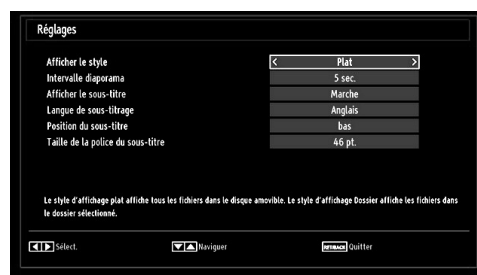 Réglages
Afficher le style < Plat >
Intervalle diaporama 5 sec.
Afficher le sous-titre Marche
Langue de sous-titrage Anglais
Position du sous-titre bas
Taille de la police du sous-titre 46 pt.
Le style d'affichage plat affiche tous les fichiers dans le disque amovible. Le style d'affichage Dossier affiche les fichiers dans
le dossier sélectionné.
Sélect. Naviguer RET/BACK Quitter